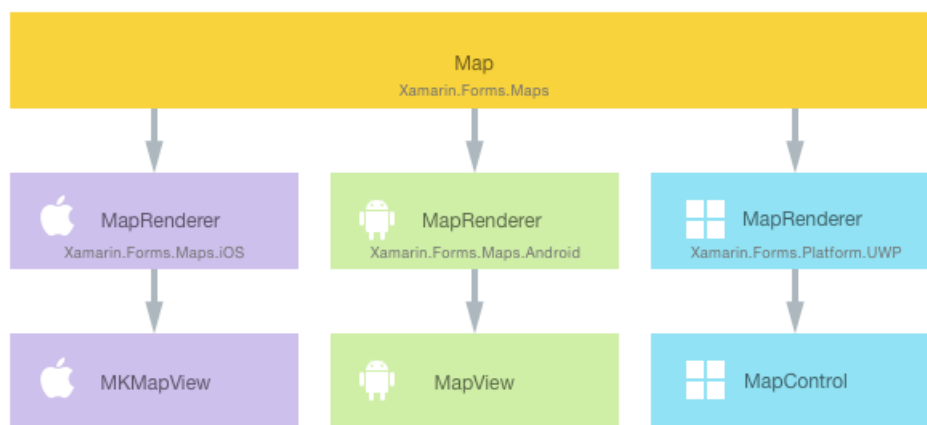 Map
Xamarin.Forms.Maps
MapRenderer
Xamarin.Forms.Maps.iOS
MapRenderer
Xamarin.Forms.Maps.Android
MapRenderer
Xamarin.Forms.Platform.UWP
MKMapView
MapView
MapControl